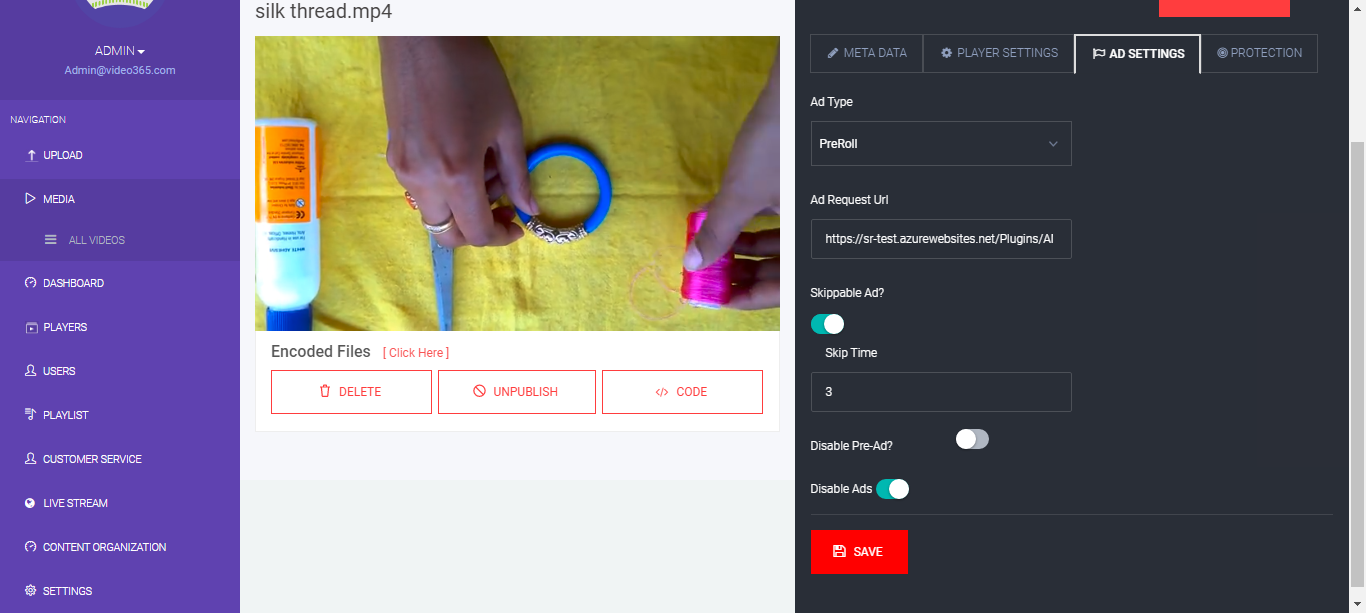 silk thread.mp4
ADMIN
Admin@video365.com
NAVIGATION
UPLOAD
MEDIA
ALL VIDEOS
DASHBOARD
PLAYERS
USERS
PLAYLIST
CUSTOMER SERVICE
LIVE STREAM
CONTENT ORGANIZATION
SETTINGS
WHITE ADHESIVE
Encoded Files [ Click Here ]
DELETE
UNPUBLISH
</> CODE
META DATA
PLAYER SETTINGS
AD SETTINGS
PROTECTION
Ad Type
PreRoll
Ad Request Url
https://sr-test.azurewebsites.net/Plugins/AI
Skippable Ad?
Skip Time
3
Disable Pre-Ad?
Disable Ads
SAVE